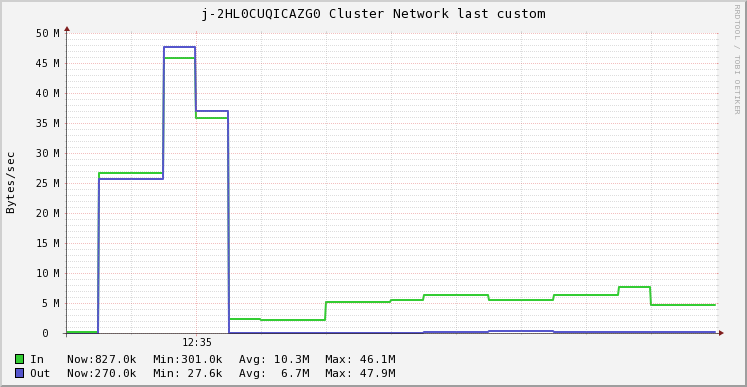 j-2HL0CUQICAZG0 Cluster Network last custom
RRDTOOL / TOBI OETIKER
Bytes/sec
50 M
45 M
40 M
35 M
30 M
25 M
20 M
15 M
10 M
5 M
0
12:35
In Now:827.0k Min:301.0k Avg: 10.3M Max: 46.1M
Out Now:270.0k Min: 27.6k Avg: 6.7M Max: 47.9M